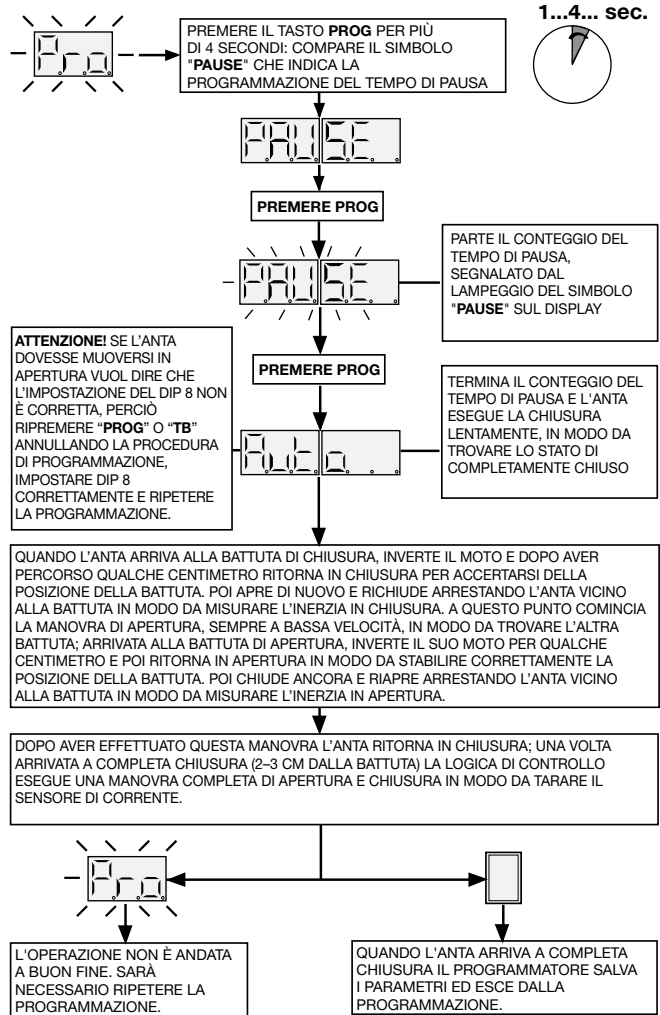 1...4... sec.
Pro
PREMERE IL TASTO PROG PER PIÙ
DI 4 SECONDI: COMPARE IL SIMBOLO
"PAUSE" CHE INDICA LA
PROGRAMMAZIONE DEL TEMPO DI PAUSA
PAUSE
PREMERE PROG
PAUSE
PARTE IL CONTEGGIO DEL
TEMPO DI PAUSA,
SEGNALATO DAL
LAMPEGGIO DEL SIMBOLO
"PAUSE" SUL DISPLAY
ATTENZIONE! SE L'ANTA
DOVESSE MUOVERSI IN
APERTURA VUOL DIRE CHE
L'IMPOSTAZIONE DEL DIP 8 NON
È CORRETTA, PERCIÒ
RIPREMERE “PROG” O “TB”
ANNULLANDO LA PROCEDURA
DI PROGRAMMAZIONE,
IMPOSTARE DIP 8
CORRETTAMENTE E RIPETERE
LA PROGRAMMAZIONE.
PREMERE PROG
Auto
TERMINA IL CONTEGGIO DEL
TEMPO DI PAUSA E L'ANTA
ESEGUE LA CHIUSURA
LENTAMENTE, IN MODO DA
TROVARE LO STATO DI
COMPLETAMENTE CHIUSO
QUANDO L'ANTA ARRIVA ALLA BATTUTA DI CHIUSURA, INVERTE IL MOTO E DOPO AVER
PERCORSO QUALCHE CENTIMETRO RITORNA IN CHIUSURA PER ACCERTARSI DELLA
POSIZIONE DELLA BATTUTA. POI APRE DI NUOVO E RICHIUDE ARRESTANDO L'ANTA VICINO
ALLA BATTUTA IN MODO DA MISURARE L'INERZIA IN CHIUSURA. A QUESTO PUNTO COMINCIA
LA MANOVRA DI APERTURA, SEMPRE A BASSA VELOCITÀ, IN MODO DA TROVARE L'ALTRA
BATTUTA; ARRIVATA ALLA BATTUTA DI APERTURA, INVERTE IL SUO MOTO PER QUALCHE
CENTIMETRO E POI RITORNA IN APERTURA IN MODO DA STABILIRE CORRETTAMENTE LA
POSIZIONE DELLA BATTUTA. POI CHIUDE ANCORA E RIAPRE ARRESTANDO L'ANTA VICINO
ALLA BATTUTA IN MODO DA MISURARE L'INERZIA IN APERTURA.
DOPO AVER EFFETTUATO QUESTA MANOVRA L'ANTA RITORNA IN CHIUSURA; UNA VOLTA
ARRIVATA A COMPLETA CHIUSURA (2–3 CM DALLA BATTUTA) LA LOGICA DI CONTROLLO
ESEGUE UNA MANOVRA COMPLETA DI APERTURA E CHIUSURA IN MODO DA TARARE IL
SENSORE DI CORRENTE.
Pro
L'OPERAZIONE NON È ANDATA
A BUON FINE. SARÀ
NECESSARIO RIPETERE LA
PROGRAMMAZIONE.
QUANDO L'ANTA ARRIVA A COMPLETA
CHIUSURA IL PROGRAMMATORE SALVA
I PARAMETRI ED ESCE DALLA
PROGRAMMAZIONE.